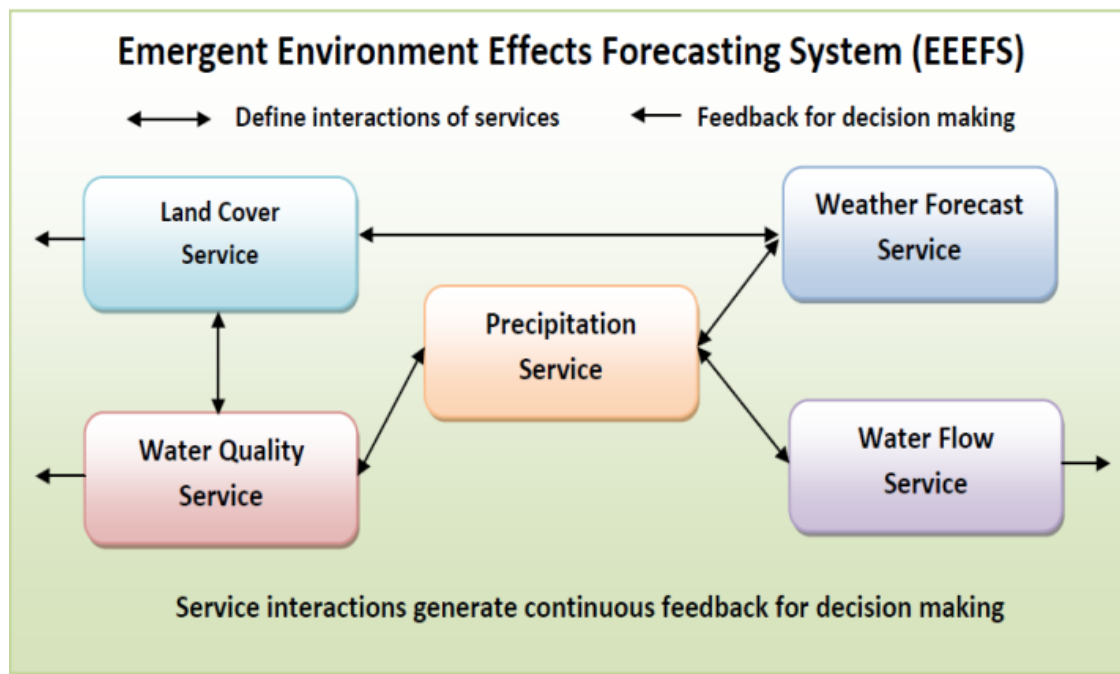 Emergent Environment Effects Forecasting System (EEEFS)
Define interactions of services
Feedback for decision making
Land Cover
Service
Weather Forecast
Service
Precipitation
Service
Water Quality
Service
Water Flow
Service
Service interactions generate continuous feedback for decision making